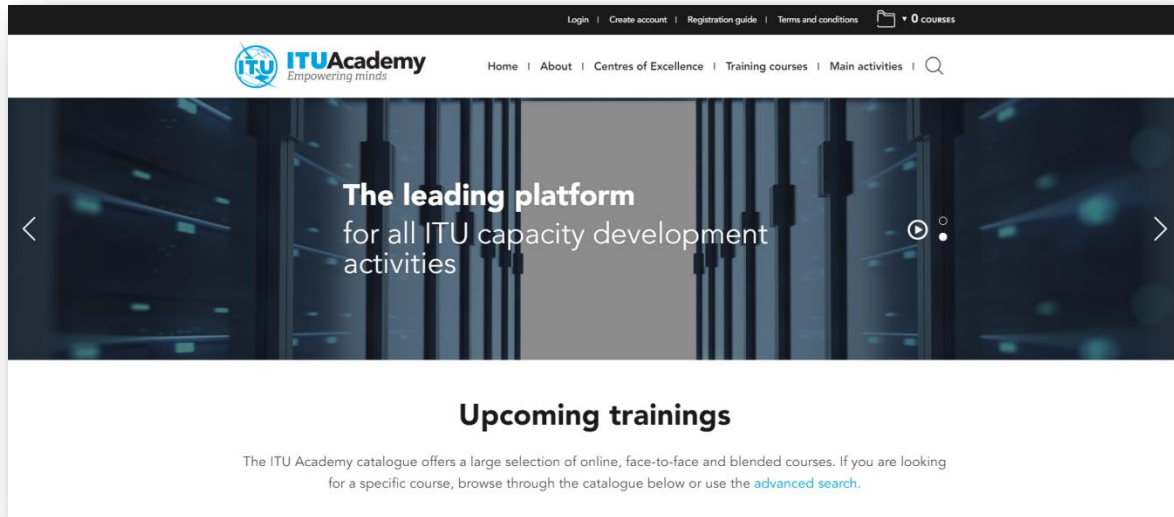 Login | Create account | Registration guide | Terms and conditions ▾ 0 COURSES
ITU ITUAcademy
Empowering minds
Home | About | Centres of Excellence | Training courses | Main activities |
The leading platform
for all ITU capacity development
activities
Upcoming trainings
The ITU Academy catalogue offers a large selection of online, face-to-face and blended courses. If you are looking
for a specific course, browse through the catalogue below or use the advanced search.